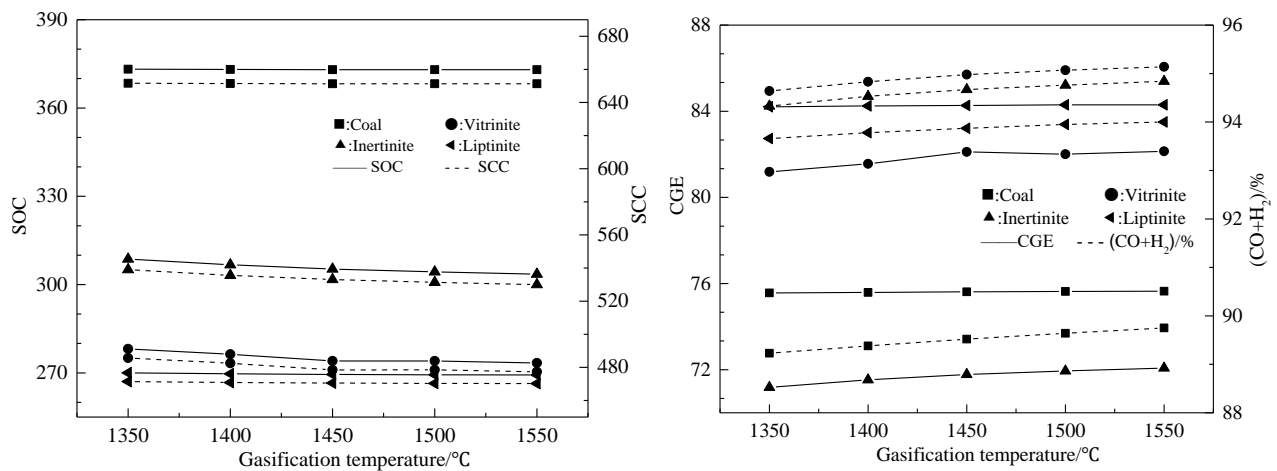 390
360
330
300
270
SOC
680
640
600
560
520
480
SCC
:Coal :Vitrinite
:Inertinite :Liptinite
SOC SCC
1350 1400 1450 1500 1550
Gasification temperature/℃
88
84
80
76
72
CGE
96
94
92
90
88
(CO+H2)/%
:Coal :Vitrinite
:Inertinite :Liptinite
CGE (CO+H2)/%
1350 1400 1450 1500 1550
Gasification temperature/℃